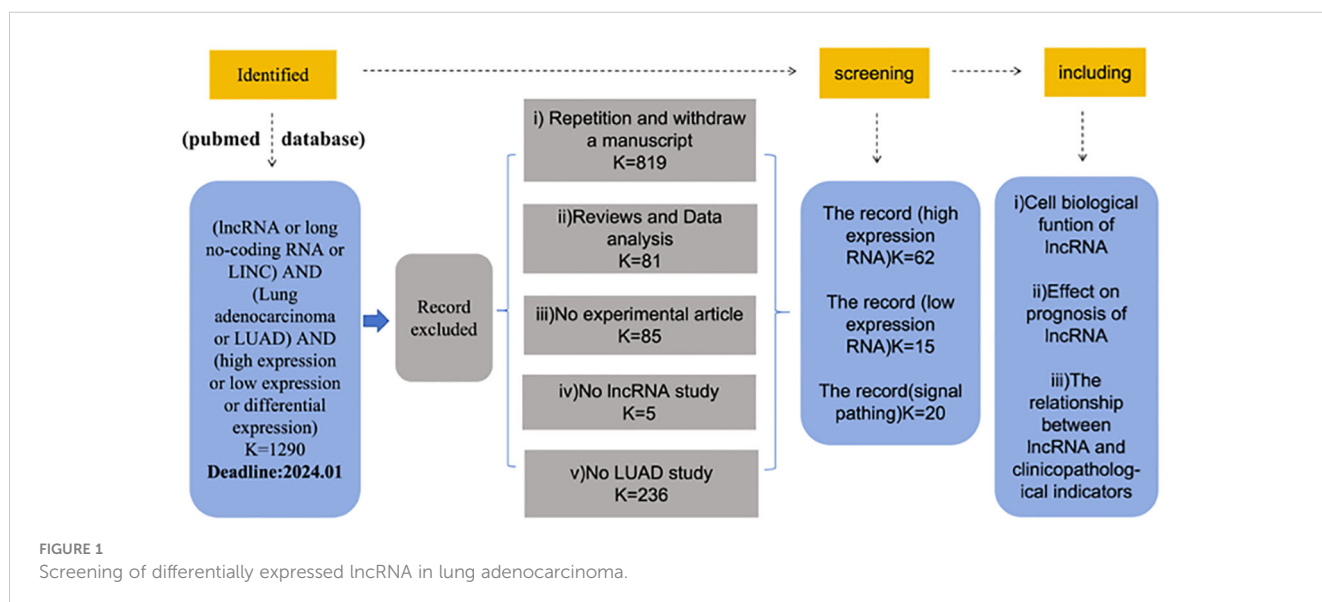 Identified
screening
including
(pubmed database)
(lncRNA or long
no-coding RNA or
LINC) AND
(Lung
adenocarcinoma
or LUAD) AND
(high expression
or low expression
or differential
expression)
K=1290
Deadline:2024.01
Record
excluded
i) Repetition and withdraw
a manuscript
K=819
ii)Reviews and Data
analysis
K=81
iii)No experimental article
K=85
iv)No lncRNA study
K=5
v)No LUAD study
K=236
The record (high
expression
RNA)K=62
The record (low
expression
RNA)K=15
The record(signal
pathing)K=20
i)Cell biological
funtion of
lncRNA
ii)Effect on
prognosis of
lncRNA
iii)The
relationship
between
lncRNA and
clinicopatholog-
ical indicators
FIGURE 1
Screening of differentially expressed lncRNA in lung adenocarcinoma.